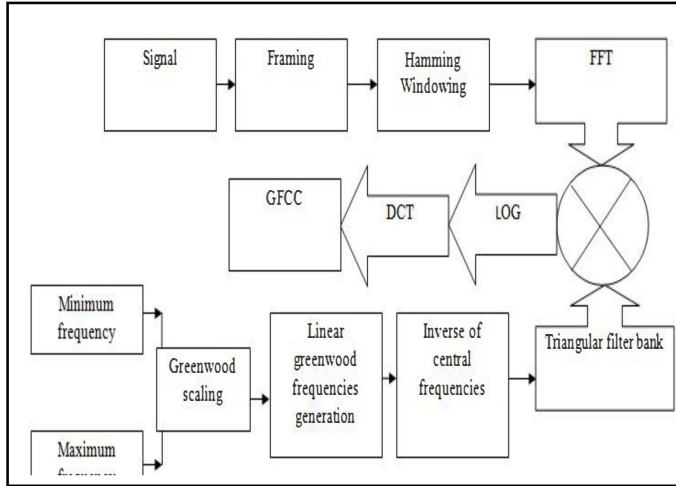 Signal
Framing
Hamming
Windowing
FFT
GFCC
DCT
LOG
Minimum
frequency
Greenwood
scaling
Linear
greenwood
frequencies
generation
Inverse of
central
frequencies
Triangular filter bank
Maximum
frequency